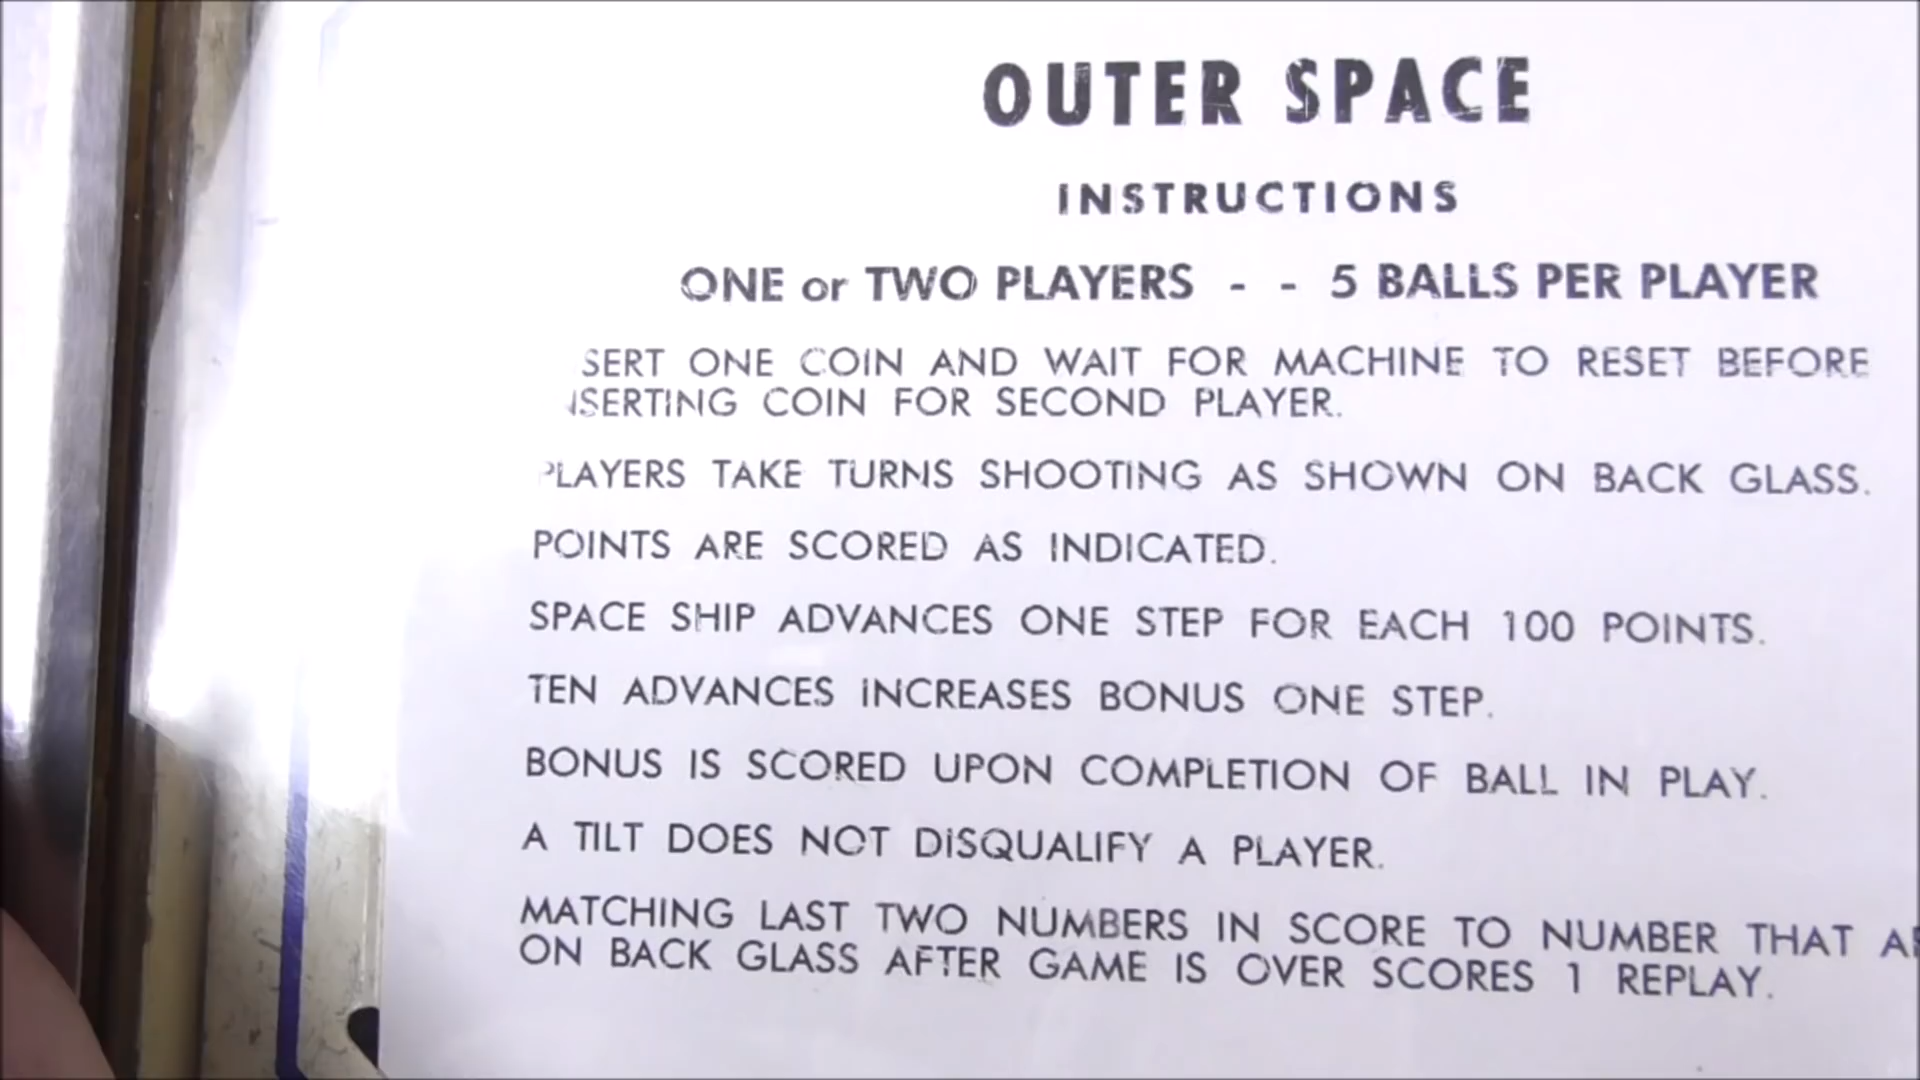 OUTER SPACE
INSTRUCTIONS
ONE or TWO PLAYERS - - 5 BALLS PER PLAYER
SERT ONE COIN AND WAIT FOR MACHINE TO RESET BEFORE
NSERTING COIN FOR SECOND PLAYER.
PLAYERS TAKE TURNS SHOOTING AS SHOWN ON BACK GLASS.
POINTS ARE SCORED AS INDICATED.
SPACE SHIP ADVANCES ONE STEP FOR EACH 100 POINTS.
TEN ADVANCES INCREASES BONUS ONE STEP.
BONUS IS SCORED UPON COMPLETION OF BALL IN PLAY.
A TILT DOES NOT DISQUALIFY A PLAYER.
MATCHING LAST TWO NUMBERS IN SCORE TO NUMBER THAT
ON BACK GLASS AFTER GAME IS OVER SCORES 1 REPLAY.